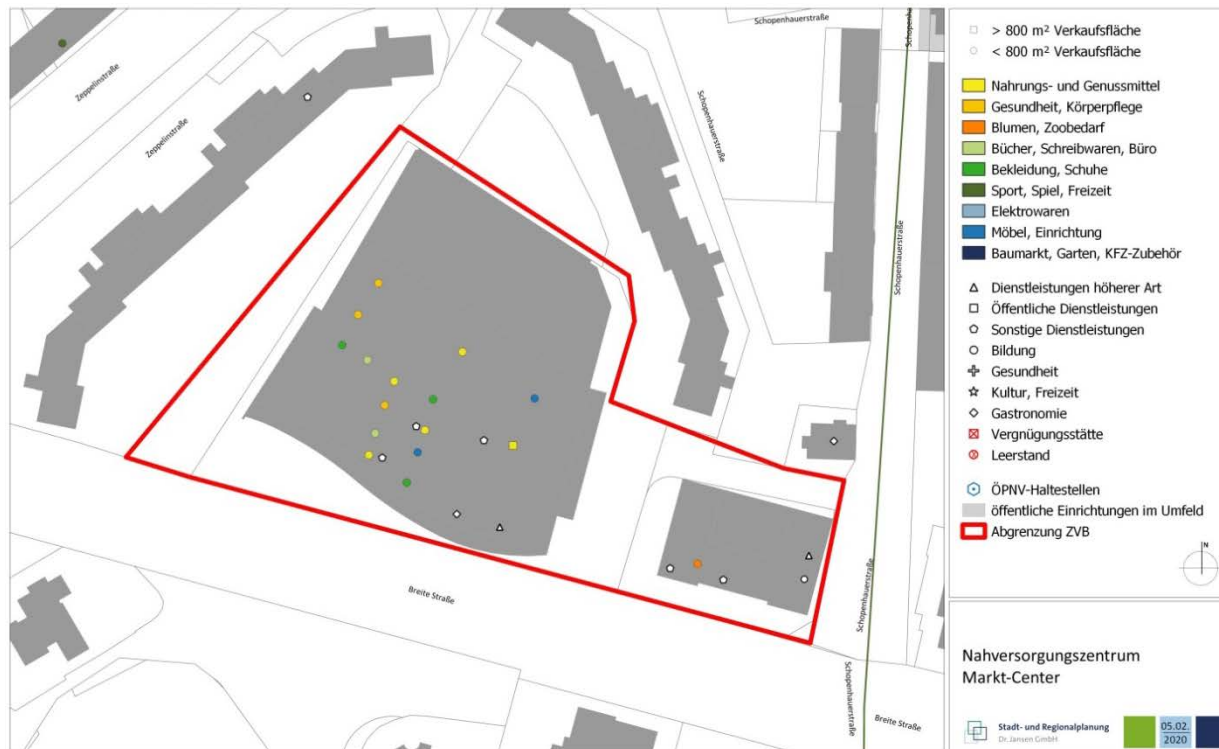 Schopenhauerstraße
Schopenhauerstraße
Zeppelinstraße
Zeppelinstraße
Schopenhauerstraße
Schopenhauerstraße
Schopenhauerstraße
Schopenhauerstraße
Breite Straße
Schopenhauerstraße
Breite Straße
> 800 m² Verkaufsfläche
< 800 m² Verkaufsfläche
Nahrungs- und Genussmittel
Gesundheit, Körperpflege
Blumen, Zoobedarf
Bücher, Schreibwaren, Büro
Bekleidung, Schuhe
Sport, Spiel, Freizeit
Elektrowaren
Möbel, Einrichtung
Baumarkt, Garten, KFZ-Zubehör
Dienstleistungen höherer Art
Öffentliche Dienstleistungen
Sonstige Dienstleistungen
Bildung
Gesundheit
Kultur, Freizeit
Gastronomie
Vergnügungsstätte
Leerstand
ÖPNV-Haltestellen
öffentliche Einrichtungen im Umfeld
Abgrenzung ZVB
N
Nahversorgungszentrum
Markt-Center
Stadt- und Regionalplanung
Dr. Jansen GmbH
05.02.
2020